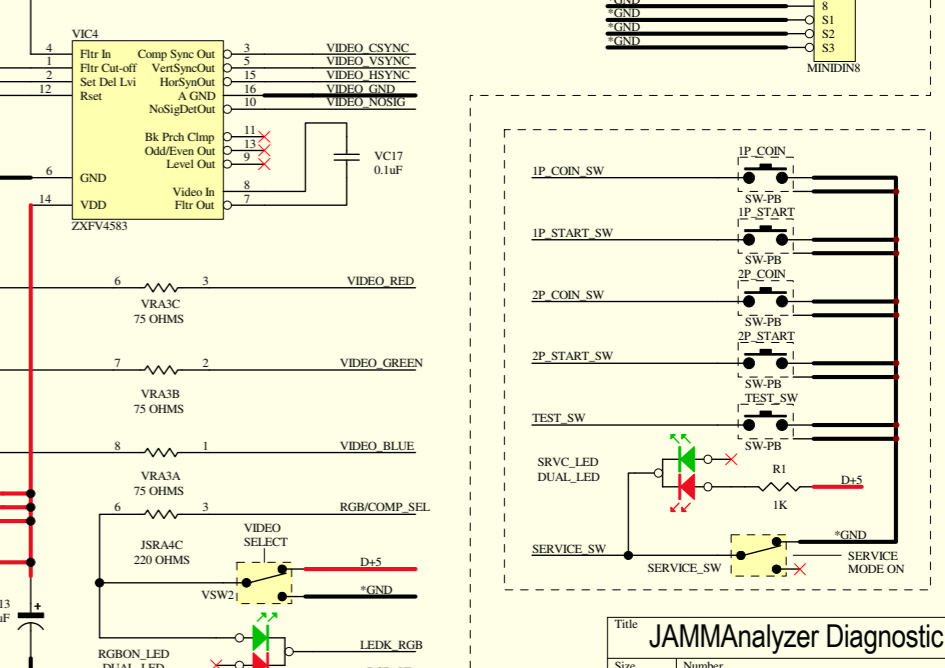 *GND
8
*GND
S1
*GND
S2
*GND
S3
MINIDIN8
VIC4
4
Fltr In
Comp Sync Out
3
VIDEO_CSYNC
1
Fltr Cut-off
VertSyncOut
5
VIDEO_VSYNC
2
Set Del Lvi
HorSynOut
15
VIDEO_HSYNC
12
Rset
A GND
16
VIDEO_GND
NoSigDetOut
10
VIDEO_NOSIG
Bk Prch Clmp
11
Odd/Even Out
13
Level Out
9
6
GND
Video In
8
14
VDD
Fltr Out
7
ZXFV4583
VC17
0.1uF
6
3
VIDEO_RED
VRA3C
75 OHMS
7
2
VIDEO_GREEN
VRA3B
75 OHMS
8
1
VIDEO_BLUE
VRA3A
75 OHMS
6
3
RGB/COMP_SEL
JSRA4C
220 OHMS
VIDEO
SELECT
D+5
VSW2
*GND
13
uF
+
RGBON_LED
DUAL_LED
LEDK_RGB
1P_COIN
1P_COIN_SW
SW-PB
1P_START
1P_START_SW
SW-PB
2P_COIN
2P_COIN_SW
SW-PB
2P_START
2P_START_SW
SW-PB
TEST_SW
TEST_SW
SW-PB
SRVC_LED
DUAL_LED
R1
D+5
1K
*GND
SERVICE_SW
SERVICE_SW
SERVICE
MODE ON
Title
JAMMAnalyzer Diagnostic
Size
Number